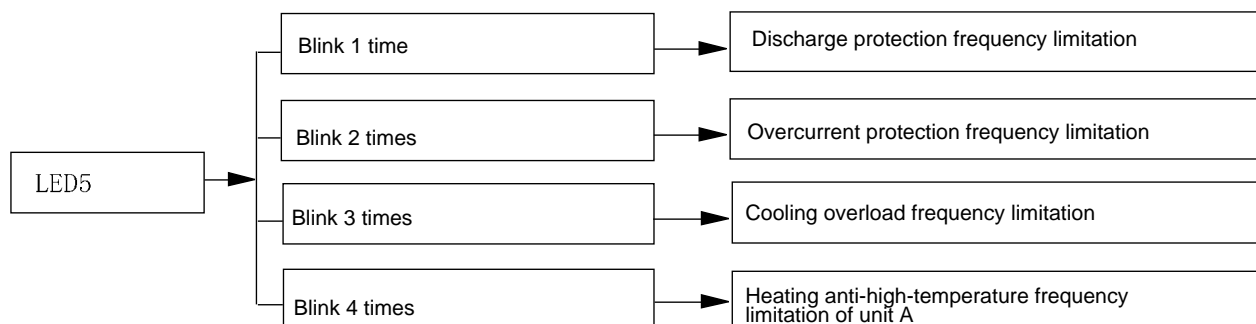 Blink 1 time
Discharge protection frequency limitation
Blink 2 times
Overcurrent protection frequency limitation
LED5
Blink 3 times
Cooling overload frequency limitation
Blink 4 times
Heating anti-high-temperature frequency
limitation of unit A